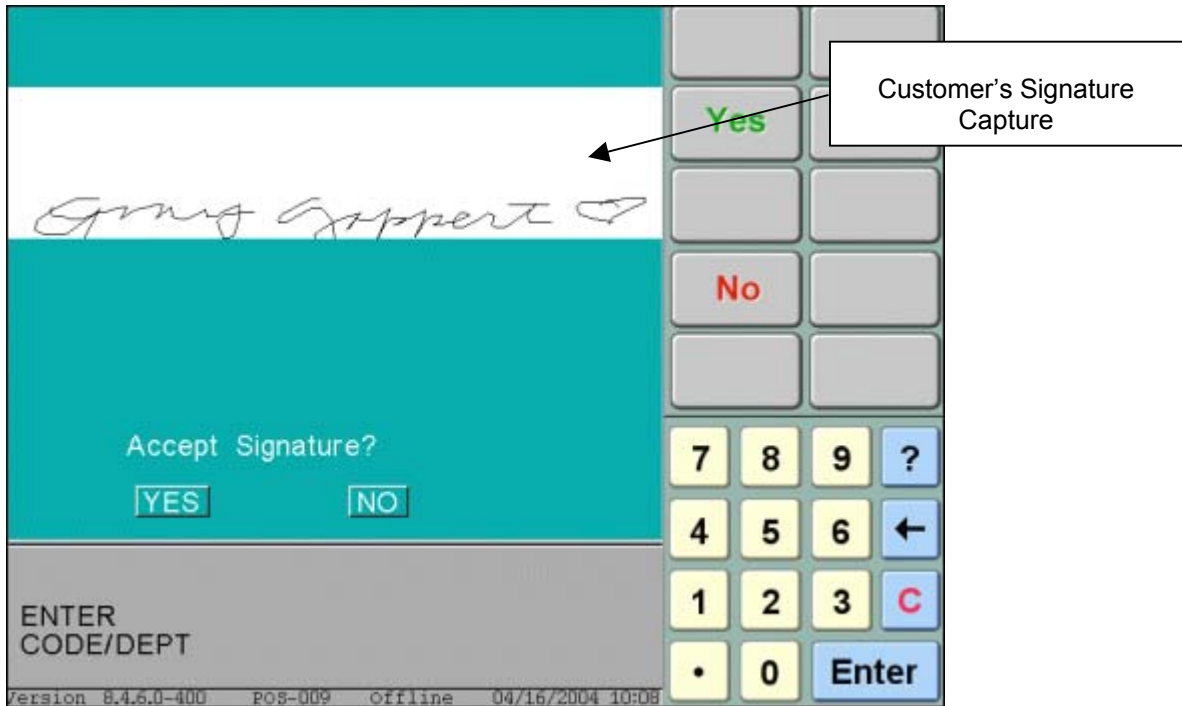 Yes
Customer's Signature
Capture
Goppert
No
Accept Signature?
YES NO
7 8 9 ?
4 5 6 ←
1 2 3 C
• 0 Enter
ENTER
CODE/DEPT
Version 8.4.6.0-400 POS-009 Offline 04/16/2004 10:08